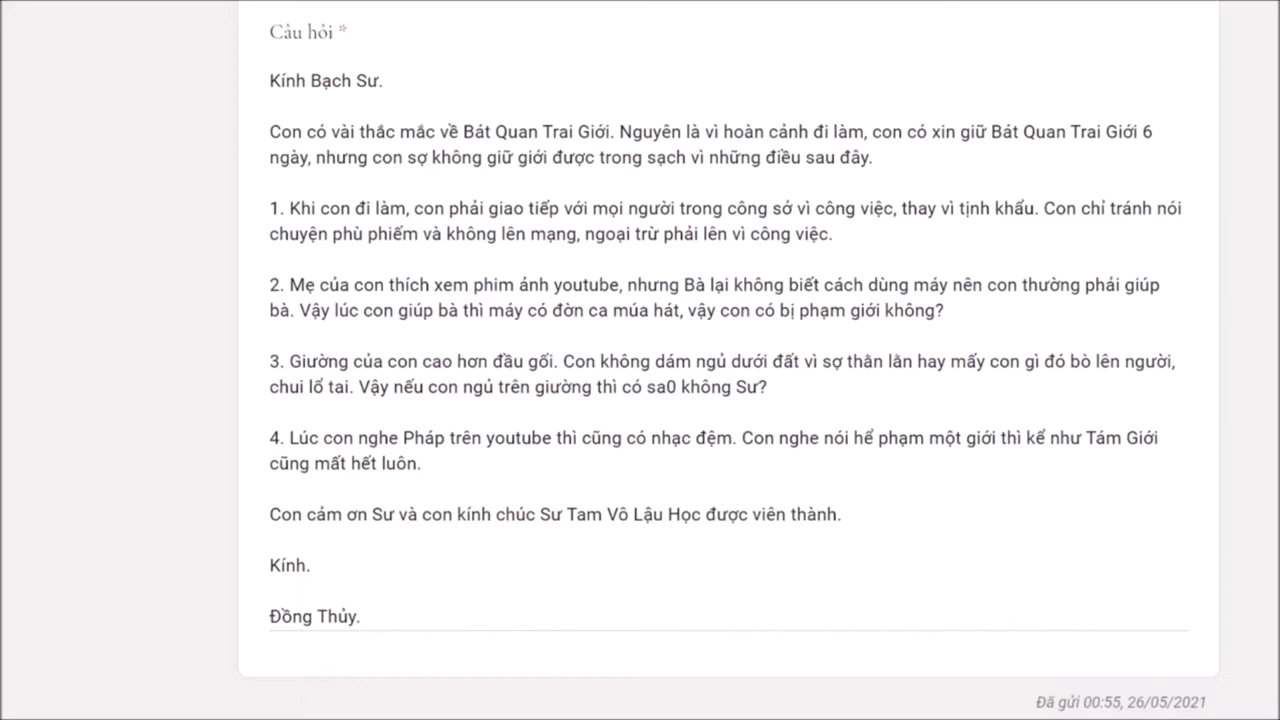 Câu hỏi *
Kính Bạch Sư.
Con có vài thắc mắc về Bát Quan Trai Giới. Nguyên là vì hoàn cảnh đi làm, con có xin giữ Bát Quan Trai Giới 6
ngày, nhưng con sợ không giữ giới được trong sạch vì những điều sau đây.
1. Khi con đi làm, con phải giao tiếp với mọi người trong công sở vì công việc, thay vì tịnh khẩu. Con chỉ tránh nói
chuyện phù phiếm và không lên mạng, ngoại trừ phải lên vì công việc.
2. Mẹ của con thích xem phim ảnh youtube, nhưng Bà lại không biết cách dùng máy nên con thường phải giúp
bà. Vậy lúc con giúp bà thì máy có đờn ca múa hát, vậy con có bị phạm giới không?
3. Giường của con cao hơn đầu gối. Con không dám ngủ dưới đất vì sợ thằn lằn hay mấy con gì đó bò lên người,
chui lổ tai. Vậy nếu con ngủ trên giường thì có sa0 không Sư?
4. Lúc con nghe Pháp trên youtube thì cũng có nhạc đệm. Con nghe nói hể phạm một giới thì kể như Tám Giới
cũng mất hết luôn.
Con cảm ơn Sư và con kính chúc Sư Tam Vô Lậu Học được viên thành.
Kính.
Đồng Thủy.
Đã gửi 00:55, 26/05/2021